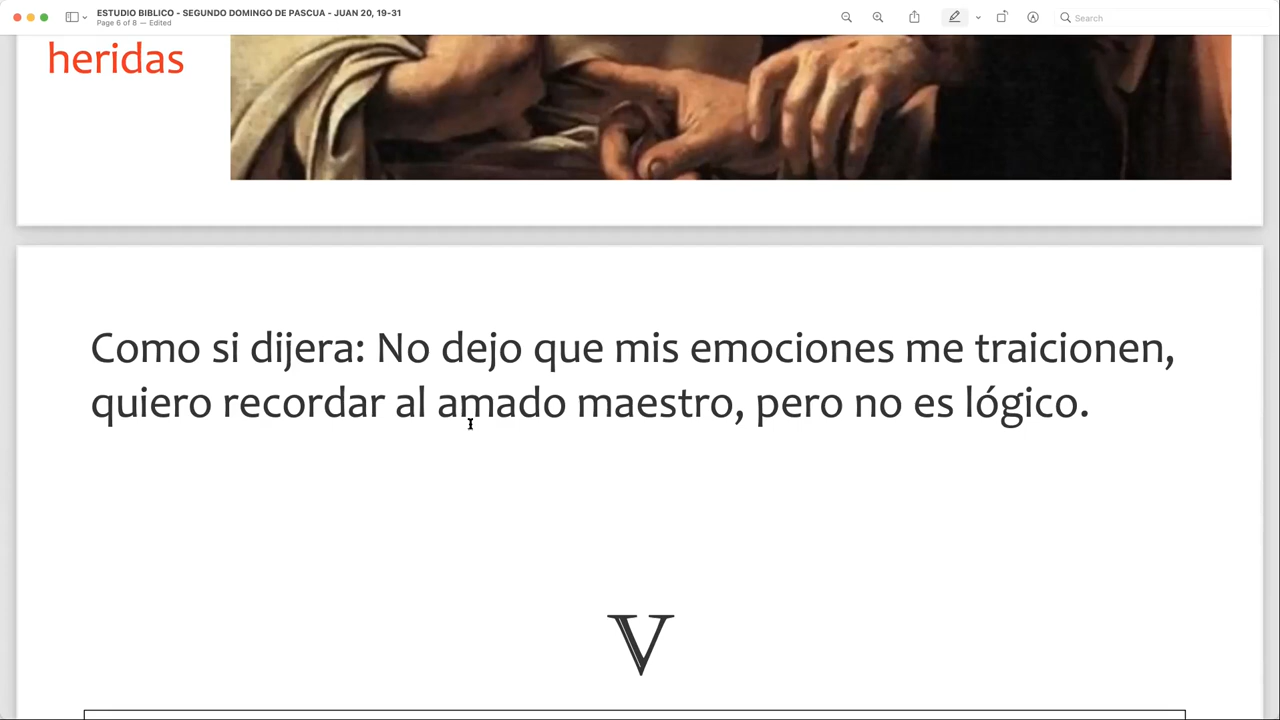 ESTUDIO BIBLICO - SEGUNDO DOMINGO DE PASCUA - JUAN 20, 19-31
Page 6 of 8 — Edited
Search
heridas
Como si dijera: No dejo que mis emociones me traicionen,
quiero recordar al amado maestro, pero no es lógico.
V